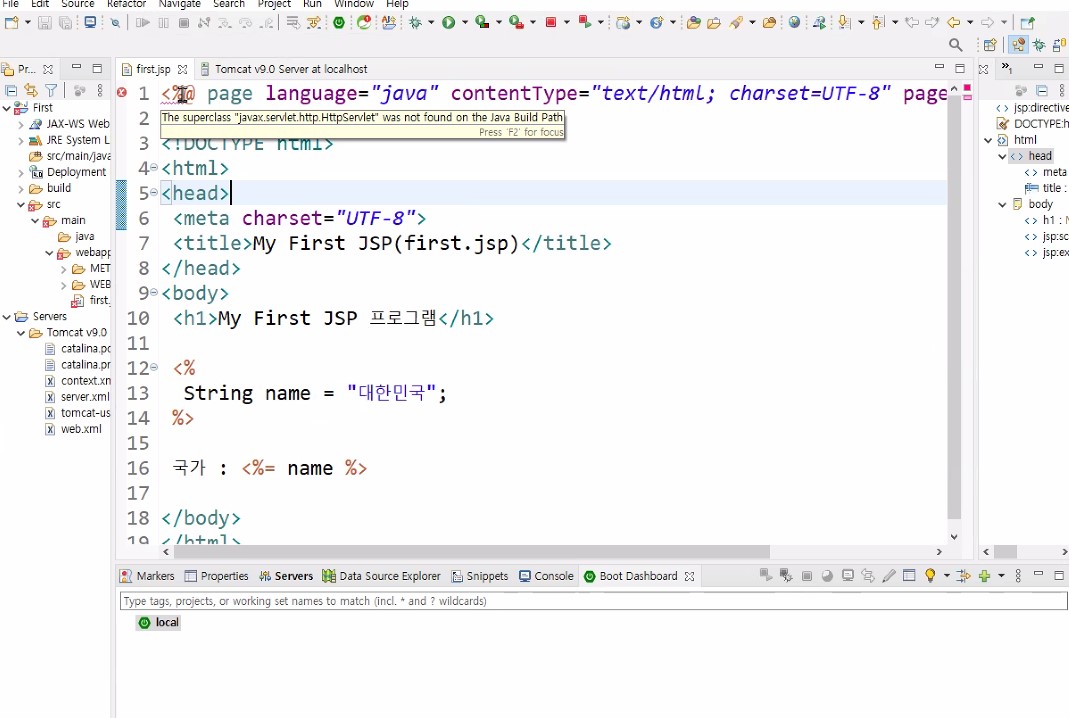 File Edit Source Refactor Navigate Search Project Run Window Help
Pr...
first.jsp Tomcat v9.0 Server at localhost
First
JAX-WS Web
JRE System L
src/main/java
Deployment
build
src
main
java
webapp
MET
WEB
first_
Servers
Tomcat v9.0
catalina.po
catalina.pr
context.xm
server.xml
tomcat-us
web.xml
1 <%@ page language="java" contentType="text/html; charset=UTF-8" page
2
The superclass "javax.servlet.http.HttpServlet" was not found on the Java Build Path
Press 'F2' for focus
3 <!DOCTYPE html>
4 <html>
5 <head>
6 <meta charset="UTF-8">
7 <title>My First JSP(first.jsp)</title>
8 </head>
9 <body>
10 <h1>My First JSP 프로그램</h1>
11
12 <%
13 String name = "대한민국";
14 %>
15
16 국가 : <%= name %>
17
18 </body>
19 </html>
jsp:directive
DOCTYPE:h
html
head
meta
title :
body
h1 : M
jsp:sc
jsp:ex
Markers Properties Servers Data Source Explorer Snippets Console Boot Dashboard
Type tags, projects, or working set names to match (incl. * and ? wildcards)
local